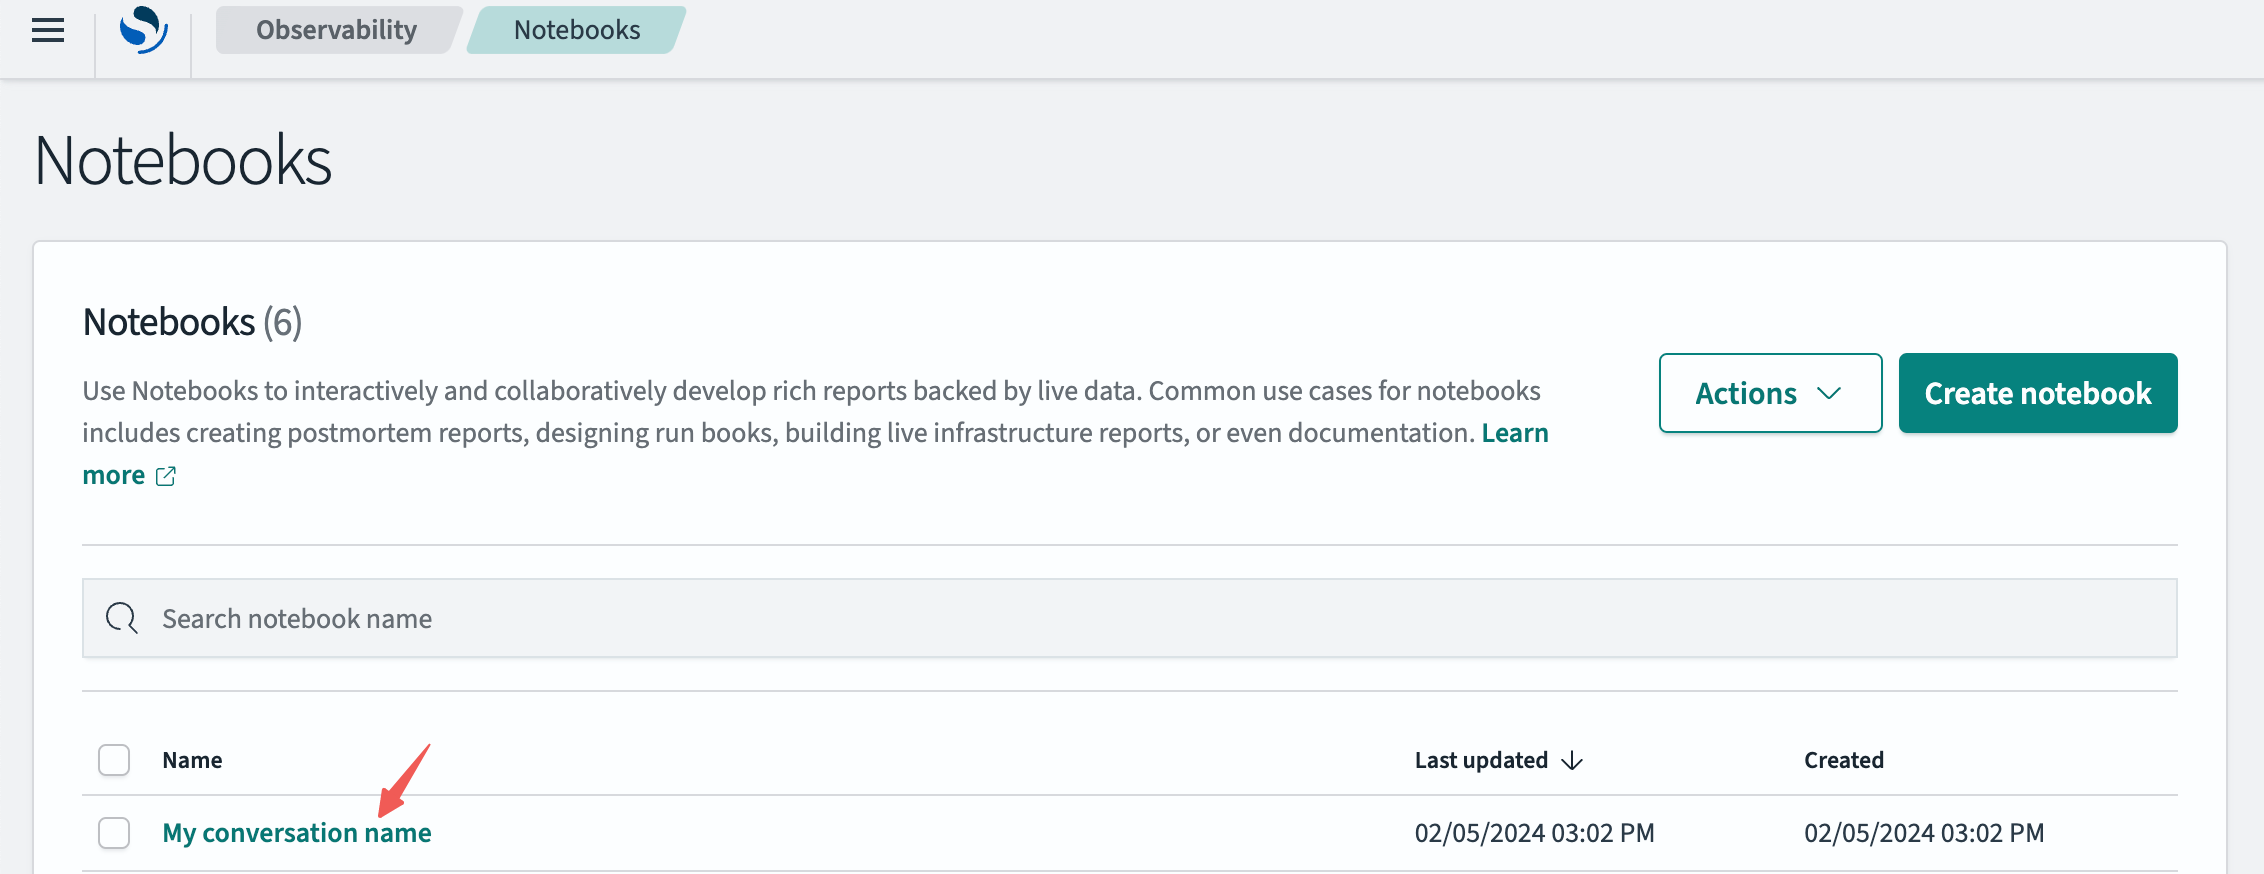 Observability Notebooks
Notebooks
Notebooks (6)
Use Notebooks to interactively and collaboratively develop rich reports backed by live data. Common use cases for notebooks
includes creating postmortem reports, designing run books, building live infrastructure reports, or even documentation. Learn
more
Actions Create notebook
Search notebook name
Name Last updated Created
My conversation name 02/05/2024 03:02 PM 02/05/2024 03:02 PM